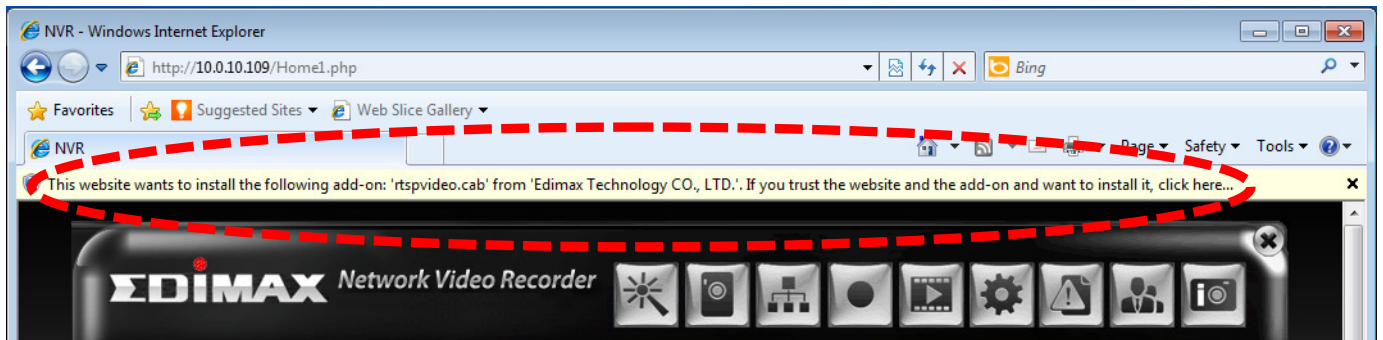 NVR - Windows Internet Explorer
http://10.0.10.109/Home1.php
Bing
Favorites Suggested Sites Web Slice Gallery
NVR
Page Safety Tools
This website wants to install the following add-on: 'rtspvideo.cab' from 'Edimax Technology CO., LTD.'. If you trust the website and the add-on and want to install it, click here...
EDIMAX Network Video Recorder